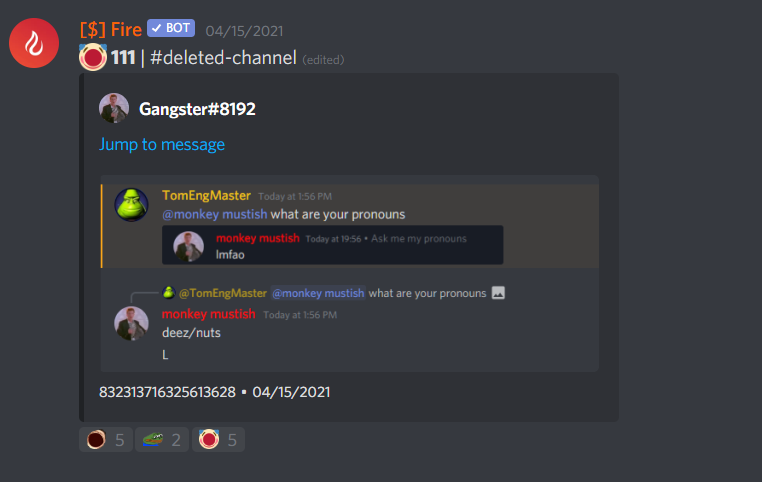 [$] Fire ✓ BOT 04/15/2021
111 | #deleted-channel (edited)
Gangster#8192
Jump to message
TomEngMaster Today at 1:56 PM
@monkey mustish what are your pronouns
monkey mustish Today at 19:56 • Ask me my pronouns
lmfao
@TomEngMaster @monkey mustish what are your pronouns
monkey mustish Today at 1:56 PM
deez/nuts
L
832313716325613628 • 04/15/2021
5 2 5